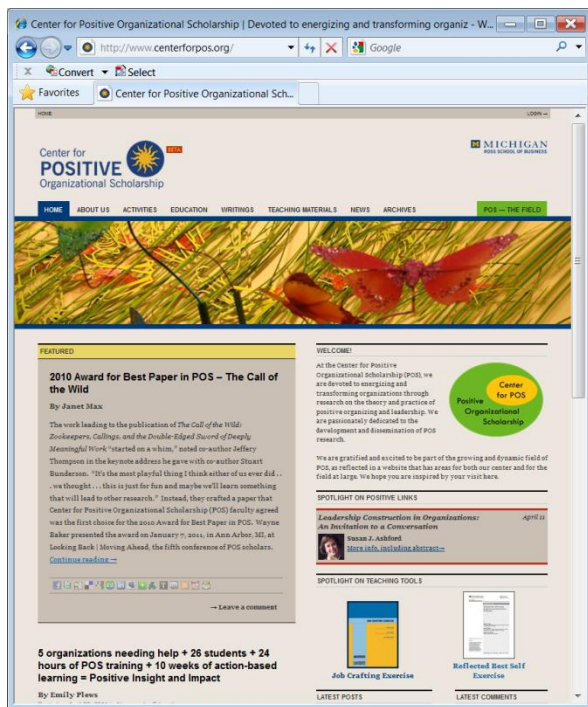 Center for Positive Organizational Scholarship | Devoted to energizing and transforming organiz - W...
http://www.centerforpos.org/
Google
x Convert Select
Favorites Center for Positive Organizational Sch...
HOME LOGIN
Center for
POSITIVE BETA
Organizational Scholarship
MICHIGAN
ROSS SCHOOL OF BUSINESS
HOME ABOUT US ACTIVITIES EDUCATION WRITINGS TEACHING MATERIALS NEWS ARCHIVES POS — THE FIELD
FEATURED
2010 Award for Best Paper in POS – The Call of
the Wild
By Janet Max
The work leading to the publication of The Call of the Wild:
Zookeepers, Callings, and the Double-Edged Sword of Deeply
Meaningful Work “started on a whim,” noted co-author Jeffery
Thompson in the keynote address he gave with co-author Stuart
Bunderson. “It’s the most playful thing I think either of us ever did . .
. we thought . . . this is just for fun and maybe we’ll learn something
that will lead to other research.” Instead, they crafted a paper that
Center for Positive Organizational Scholarship (POS) faculty agreed
was the first choice for the 2010 Award for Best Paper in POS. Wayne
Baker presented the award on January 7, 2011, in Ann Arbor, MI, at
Looking Back | Moving Ahead, the fifth conference of POS scholars.
Continue reading →
→ Leave a comment
5 organizations needing help + 26 students + 24
hours of POS training + 10 weeks of action-based
learning = Positive Insight and Impact
By Emily Plews
WELCOME!
At the Center for Positive
Organizational Scholarship (POS), we
are devoted to energizing and
transforming organizations through
research on the theory and practice of
positive organizing and leadership. We
are passionately dedicated to the
development and dissemination of POS
research.
Center
for POS
Positive
Organizational
Scholarship
We are gratified and excited to be part of the growing and dynamic field of
POS, as reflected in a website that has areas for both our center and for the
field at large. We hope you are inspired by your visit here.
SPOTLIGHT ON POSITIVE LINKS
Leadership Construction in Organizations: April 11
An Invitation to a Conversation
Susan J. Ashford
More info, including abstract→
SPOTLIGHT ON TEACHING TOOLS
Job Crafting Exercise
Reflected Best Self
Exercise
LATEST POSTS LATEST COMMENTS